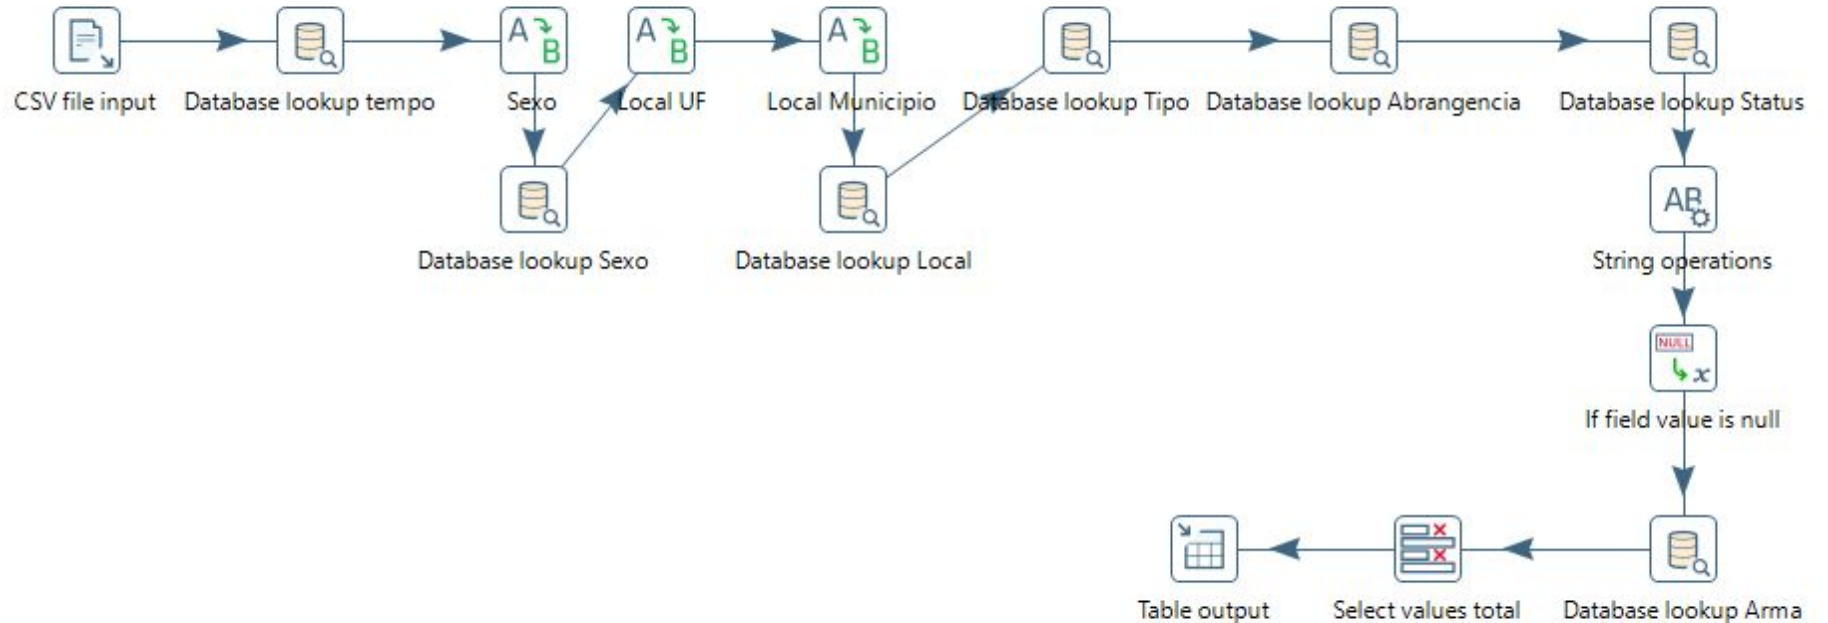 CSV file input
Database lookup tempo
A B
Sexo
A B
Local UF
A B
Local Municipio
Database lookup Tipo
Database lookup Abrangencia
Database lookup Status
Database lookup Sexo
Database lookup Local
AB
String operations
NULL
x
If field value is null
Table output
Select values total
Database lookup Arma